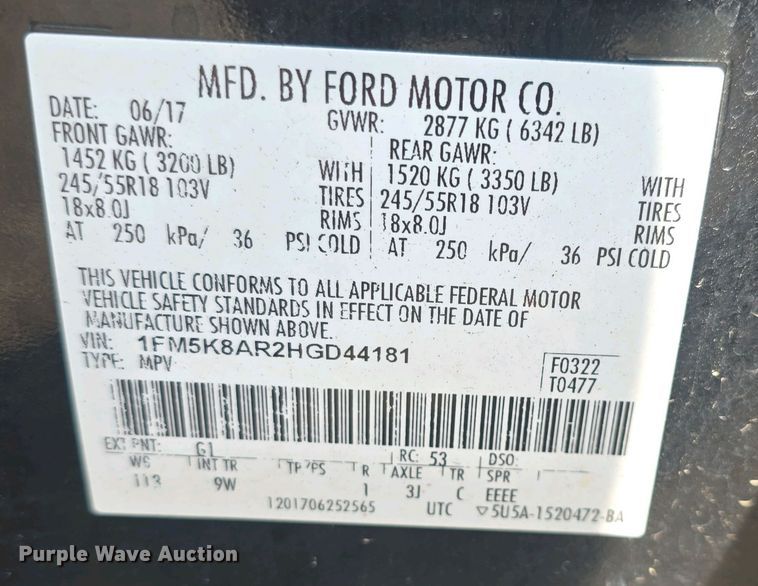 MFD. BY FORD MOTOR CO.
DATE: 06/17 GVWR: 2877 KG ( 6342 LB)
FRONT GAWR: REAR GAWR:
1452 KG ( 3200 LB) WITH 1520 KG ( 3350 LB) WITH
245/55R18 103V TIRES 245/55R18 103V TIRES
18x8.0J RIMS 18x8.0J RIMS
AT 250 kPa/ 36 PSI COLD AT 250 kPa/ 36 PSI COLD
THIS VEHICLE CONFORMS TO ALL APPLICABLE FEDERAL MOTOR
VEHICLE SAFETY STANDARDS IN EFFECT ON THE DATE OF
MANUFACTURE SHOWN ABOVE.
VIN: 1FM5K8AR2HGD44181
TYPE: MPV
F0322
T0477
EXT PNT: G1 RC: 53 DSO:
WB INT TR TP/PS R AXLE TR SPR
113 9W 1 3J C EEEE
1201706252565 UTC ▽5U5A-1520472-BA
Purple Wave Auction